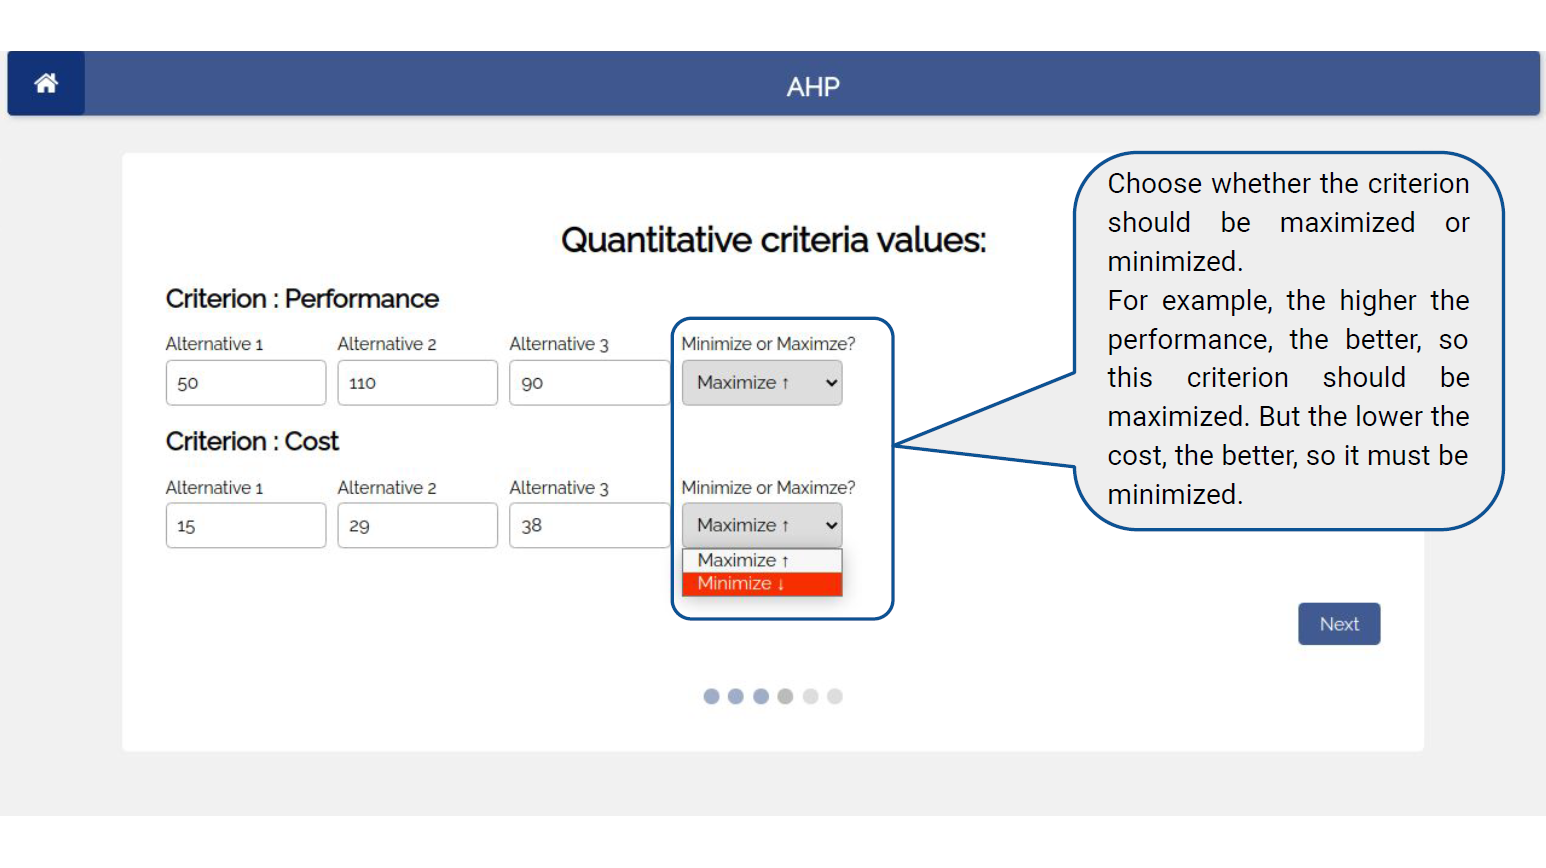 AHP
Quantitative criteria values:
Criterion : Performance
Alternative 1 Alternative 2 Alternative 3 Minimize or Maximze?
50 110 90 Maximize ↑
Criterion : Cost
Alternative 1 Alternative 2 Alternative 3 Minimize or Maximze?
15 29 38 Maximize ↑
Maximize ↑
Minimize ↓
Choose whether the criterion
should be maximized or
minimized.
For example, the higher the
performance, the better, so
this criterion should be
maximized. But the lower the
cost, the better, so it must be
minimized.
Next